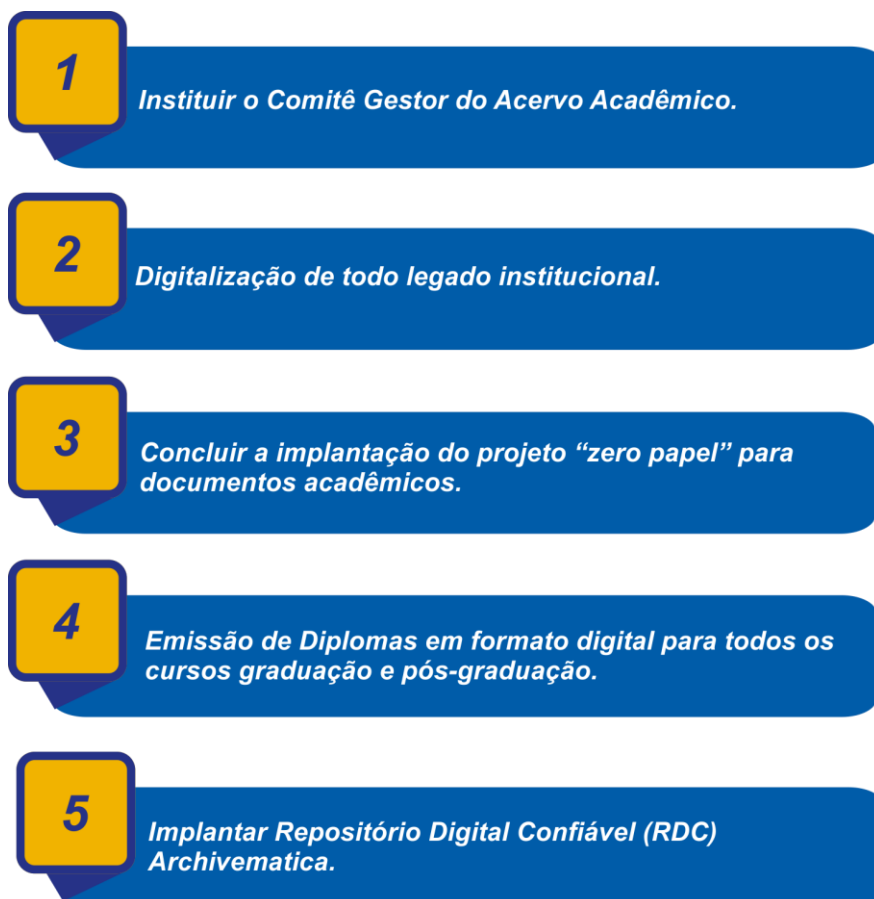 1
Instituir o Comitê Gestor do Acervo Acadêmico.
2
Digitalização de todo legado institucional.
3
Concluir a implantação do projeto “zero papel” para
documentos acadêmicos.
4
Emissão de Diplomas em formato digital para todos os
cursos graduação e pós-graduação.
5
Implantar Repositório Digital Confiável (RDC)
Archivematica.